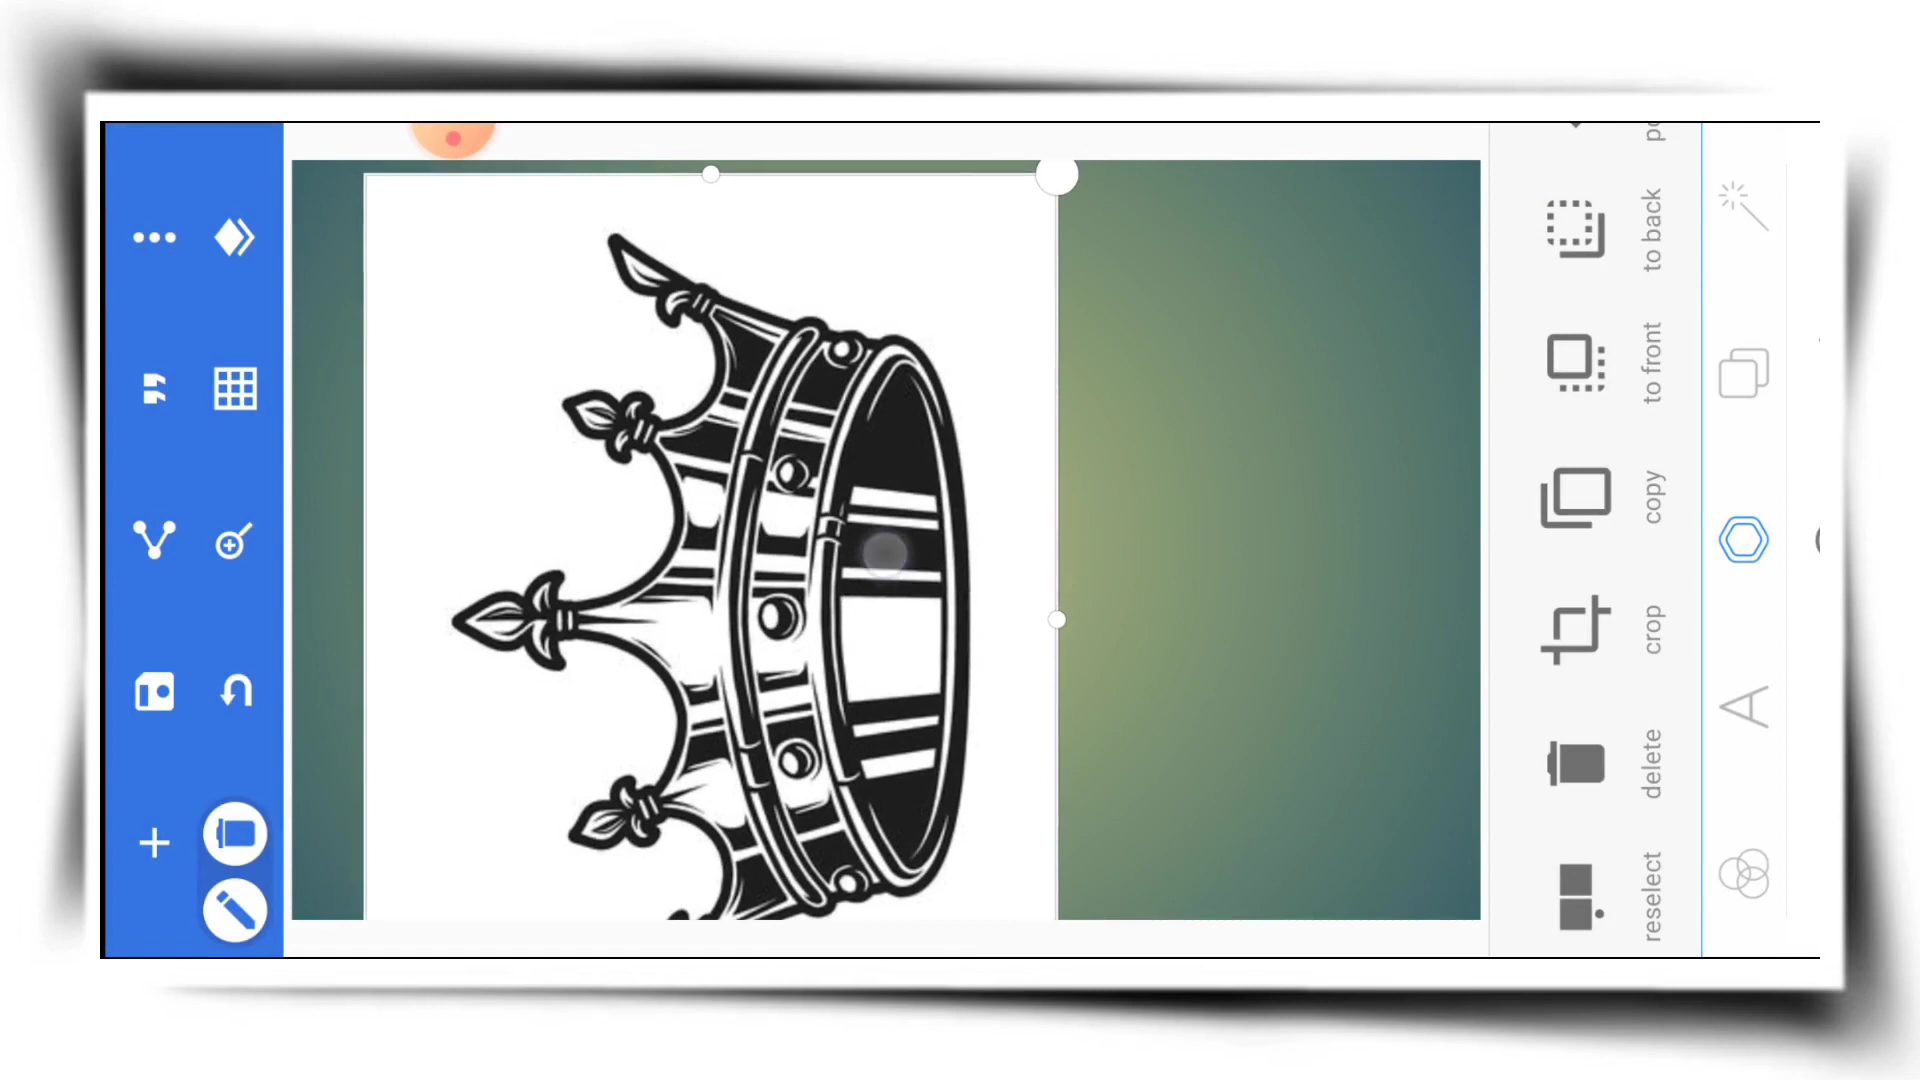 reselect
delete
crop
copy
to front
to back